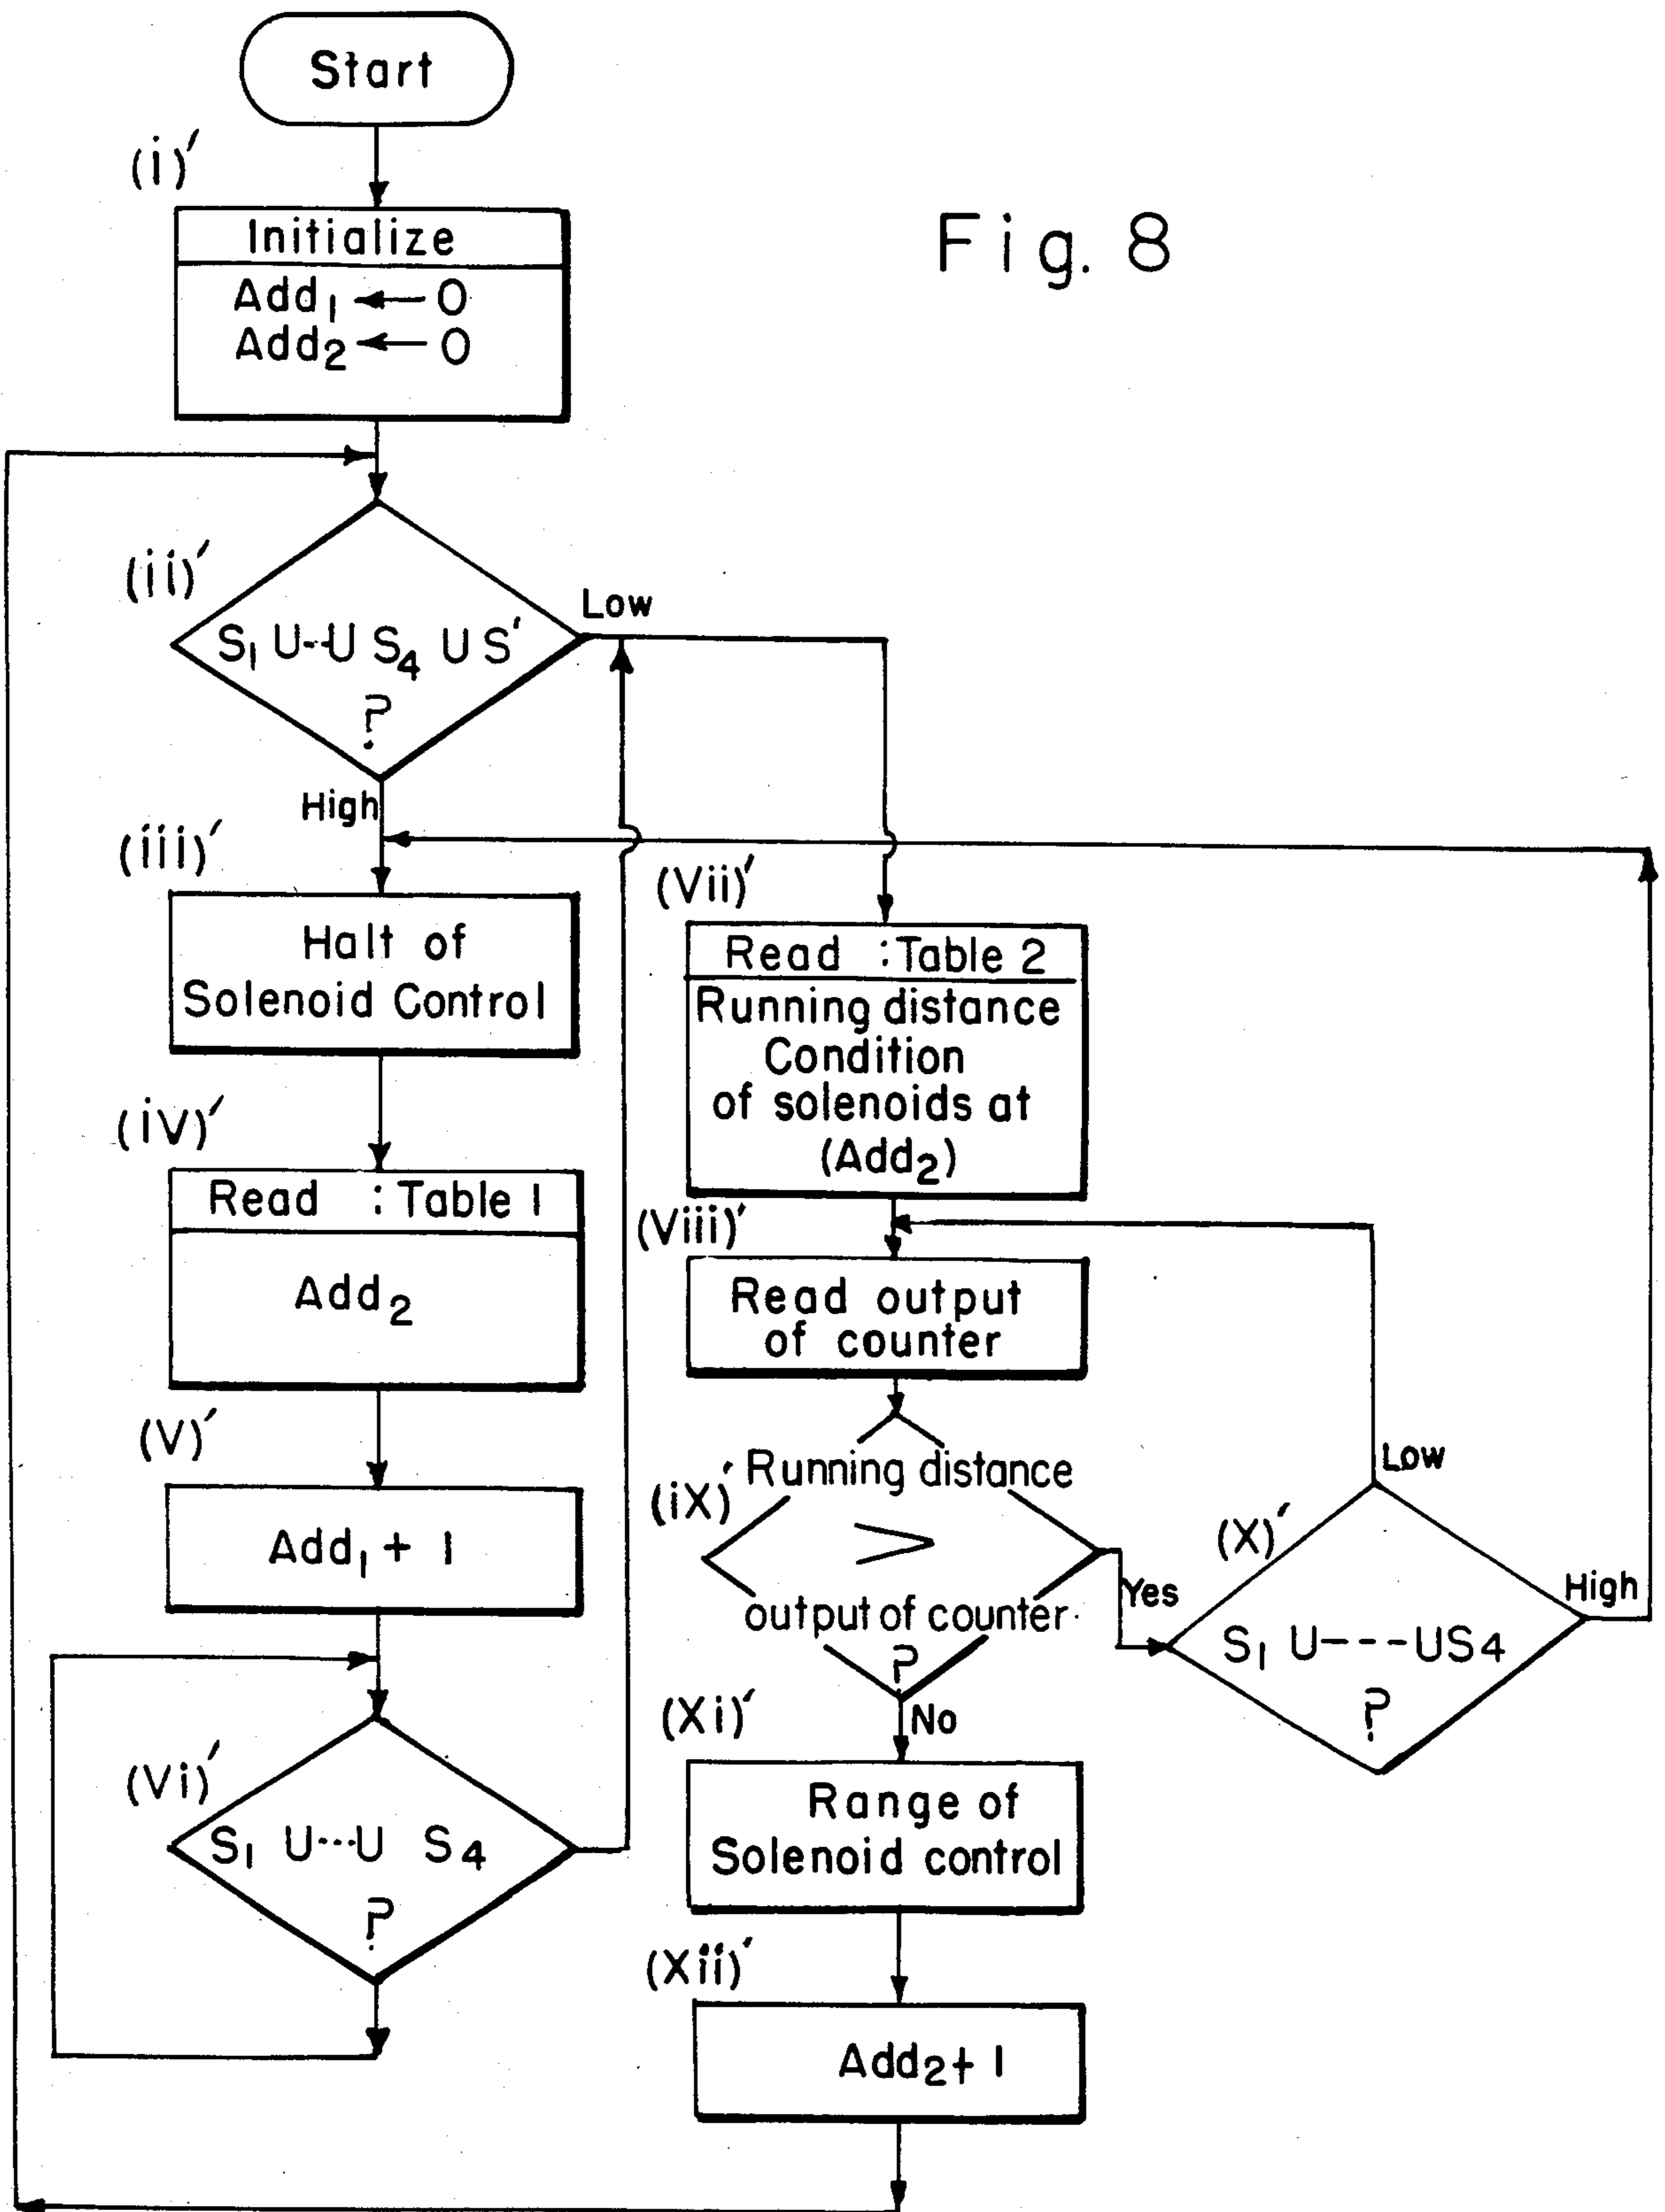 Start
(i)'
Initialize
Add1 ← 0
Add2 ← 0
Fig. 8
(ii)'
S1 U--U S4 U S'
?
Low
High
(iii)'
Halt of
Solenoid Control
(iV)'
Read : Table 1
Add2
(V)'
Add1 + 1
(Vi)'
S1 U···U S4
?
(Vii)'
Read : Table 2
Running distance
Condition
of solenoids at
(Add2)
(Viii)'
Read output
of counter
(iX)'
Running distance
>
output of counter
?
Yes
No
(X)'
Low
High
S1 U----US4
?
(Xi)'
Range of
Solenoid control
(Xii)'
Add2+ 1